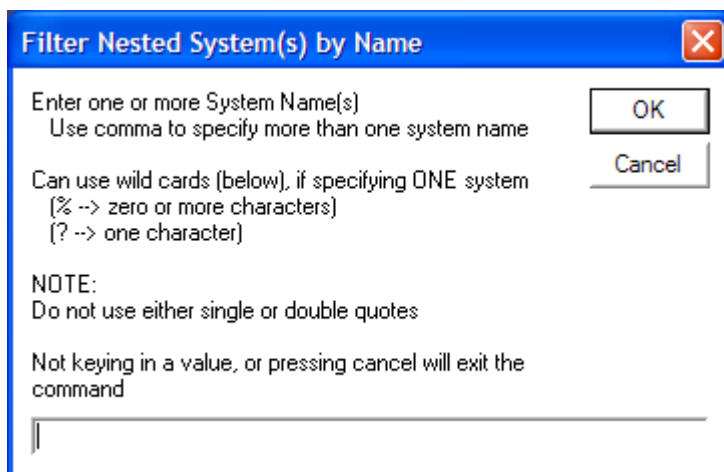 Filter Nested System(s) by Name
Enter one or more System Name(s)
Use comma to specify more than one system name
Can use wild cards (below), if specifying ONE system
(% --> zero or more characters)
(? --> one character)
NOTE:
Do not use either single or double quotes
Not keying in a value, or pressing cancel will exit the
command
OK
Cancel